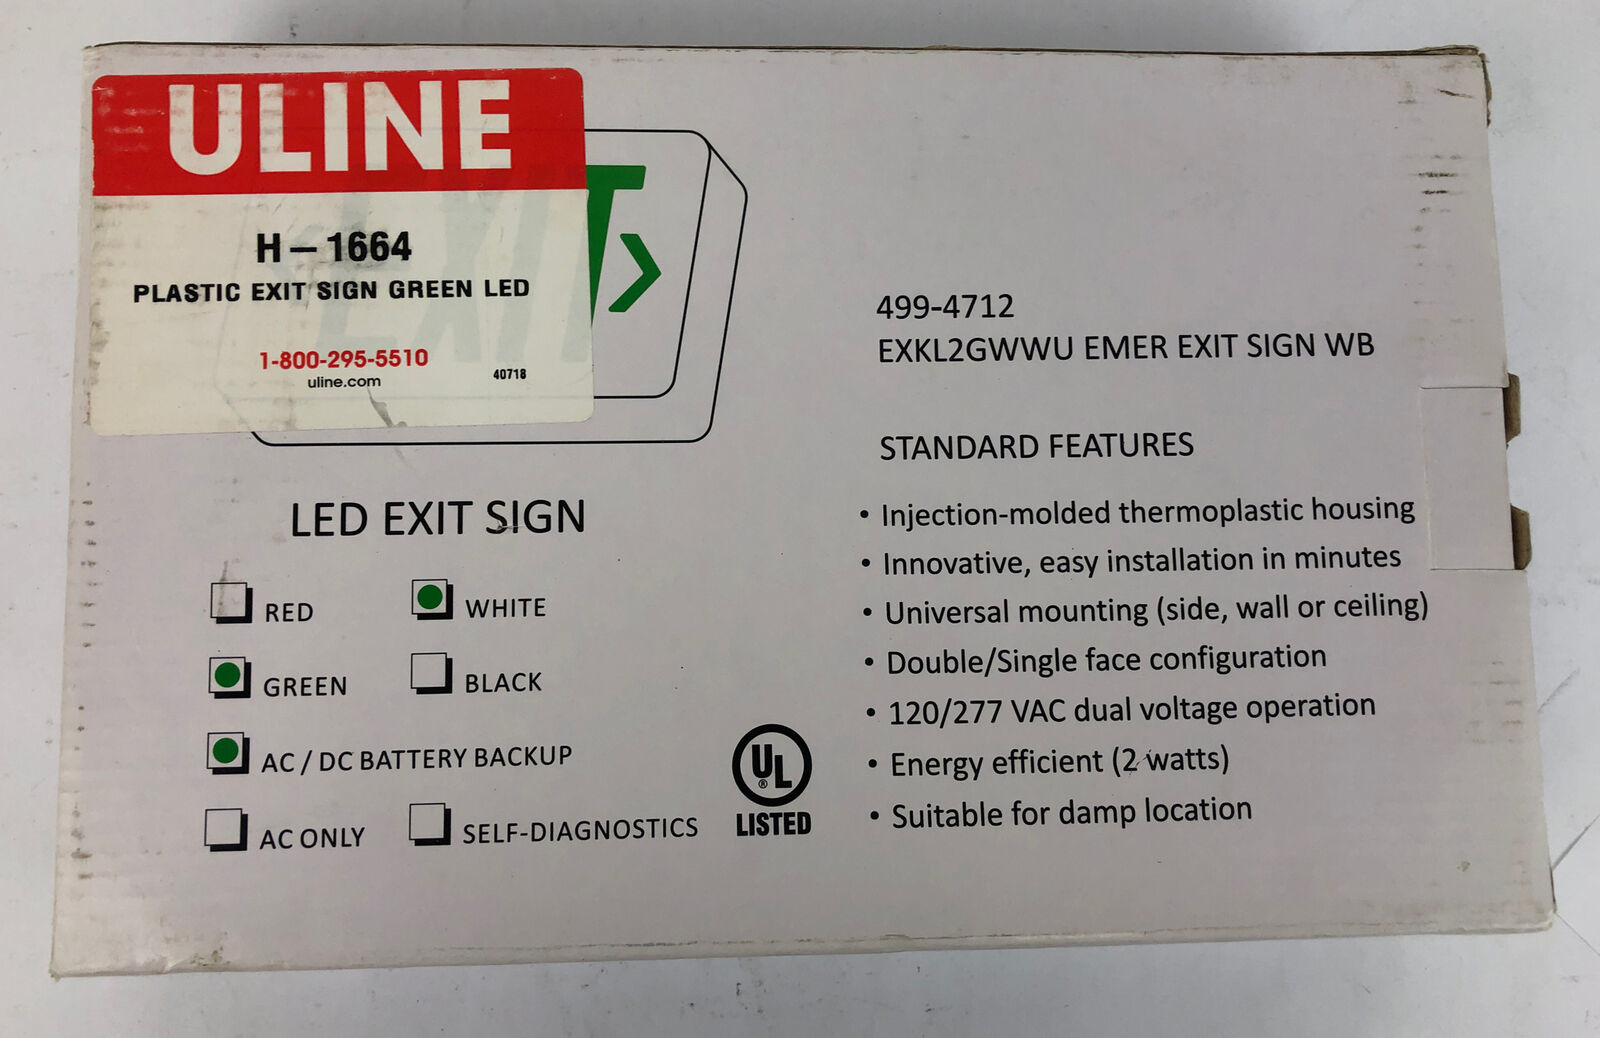 ULINE
H-1664
PLASTIC EXIT SIGN GREEN LED
1-800-295-5510
uline.com
40718
EXIT
LED EXIT SIGN
RED
WHITE
GREEN
BLACK
AC / DC BATTERY BACKUP
AC ONLY
SELF-DIAGNOSTICS
UL
®
LISTED
499-4712
EXKL2GWWU EMER EXIT SIGN WB
STANDARD FEATURES
• Injection-molded thermoplastic housing
• Innovative, easy installation in minutes
• Universal mounting (side, wall or ceiling)
• Double/Single face configuration
• 120/277 VAC dual voltage operation
• Energy efficient (2 watts)
• Suitable for damp location